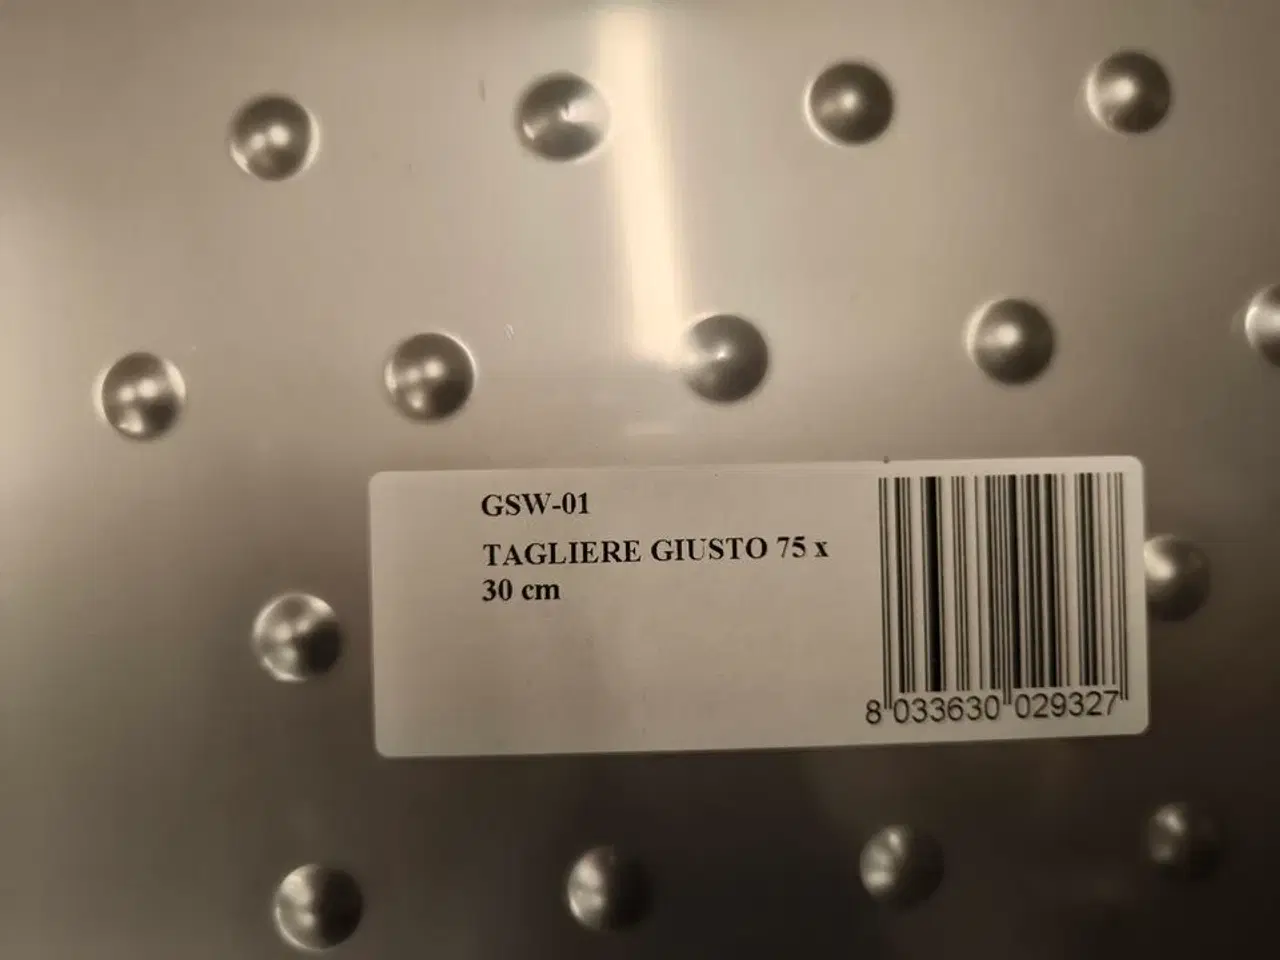 GSW-01
TAGLIERE GIUSTO 75 x
30 cm
8 033630 029327